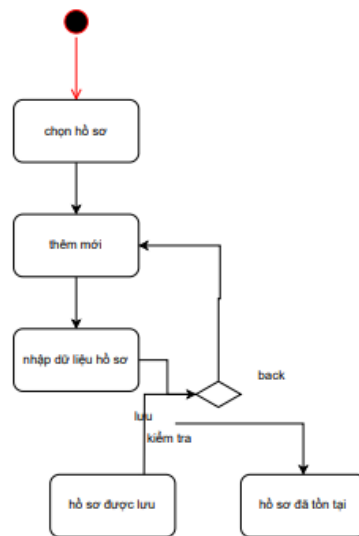 chọn hồ sơ
thêm mới
nhập dữ liệu hồ sơ
back
lưu
kiểm tra
hồ sơ được lưu
hồ sơ đã tồn tại